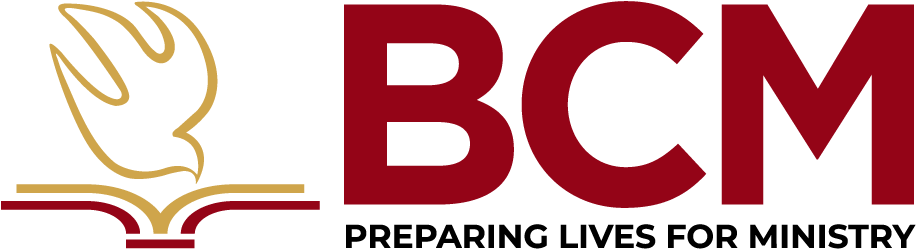 BCM
PREPARING LIVES FOR MINISTRY